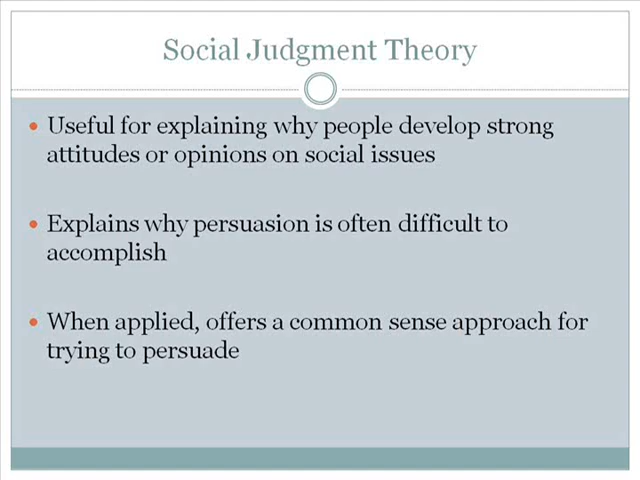 Social Judgment Theory
• Useful for explaining why people develop strong
attitudes or opinions on social issues
• Explains why persuasion is often difficult to
accomplish
• When applied, offers a common sense approach for
trying to persuade